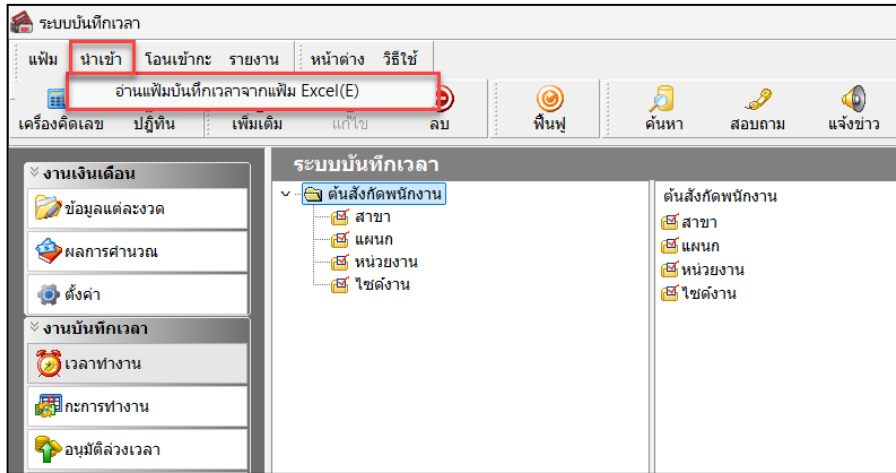 ระบบบันทึกเวลา
แฟ้ม นำเข้า โอนเข้ากะ รายงาน หน้าต่าง วิธีใช้
อ่านแฟ้มบันทึกเวลาจากแฟ้ม Excel(E)
เครื่องคิดเลข ปฏิทิน เพิ่มเติม แก้ไข ลบ ฟื้นฟู ค้นหา สอบถาม แจ้งข่าว
งานเงินเดือน
ข้อมูลแต่ละงวด
ผลการคำนวณ
ตั้งค่า
งานบันทึกเวลา
เวลาทำงาน
กะการทำงาน
อนุมัติล่วงเวลา
ระบบบันทึกเวลา
ต้นสังกัดพนักงาน
สาขา
แผนก
หน่วยงาน
ไซด์งาน
ต้นสังกัดพนักงาน
สาขา
แผนก
หน่วยงาน
ไซด์งาน